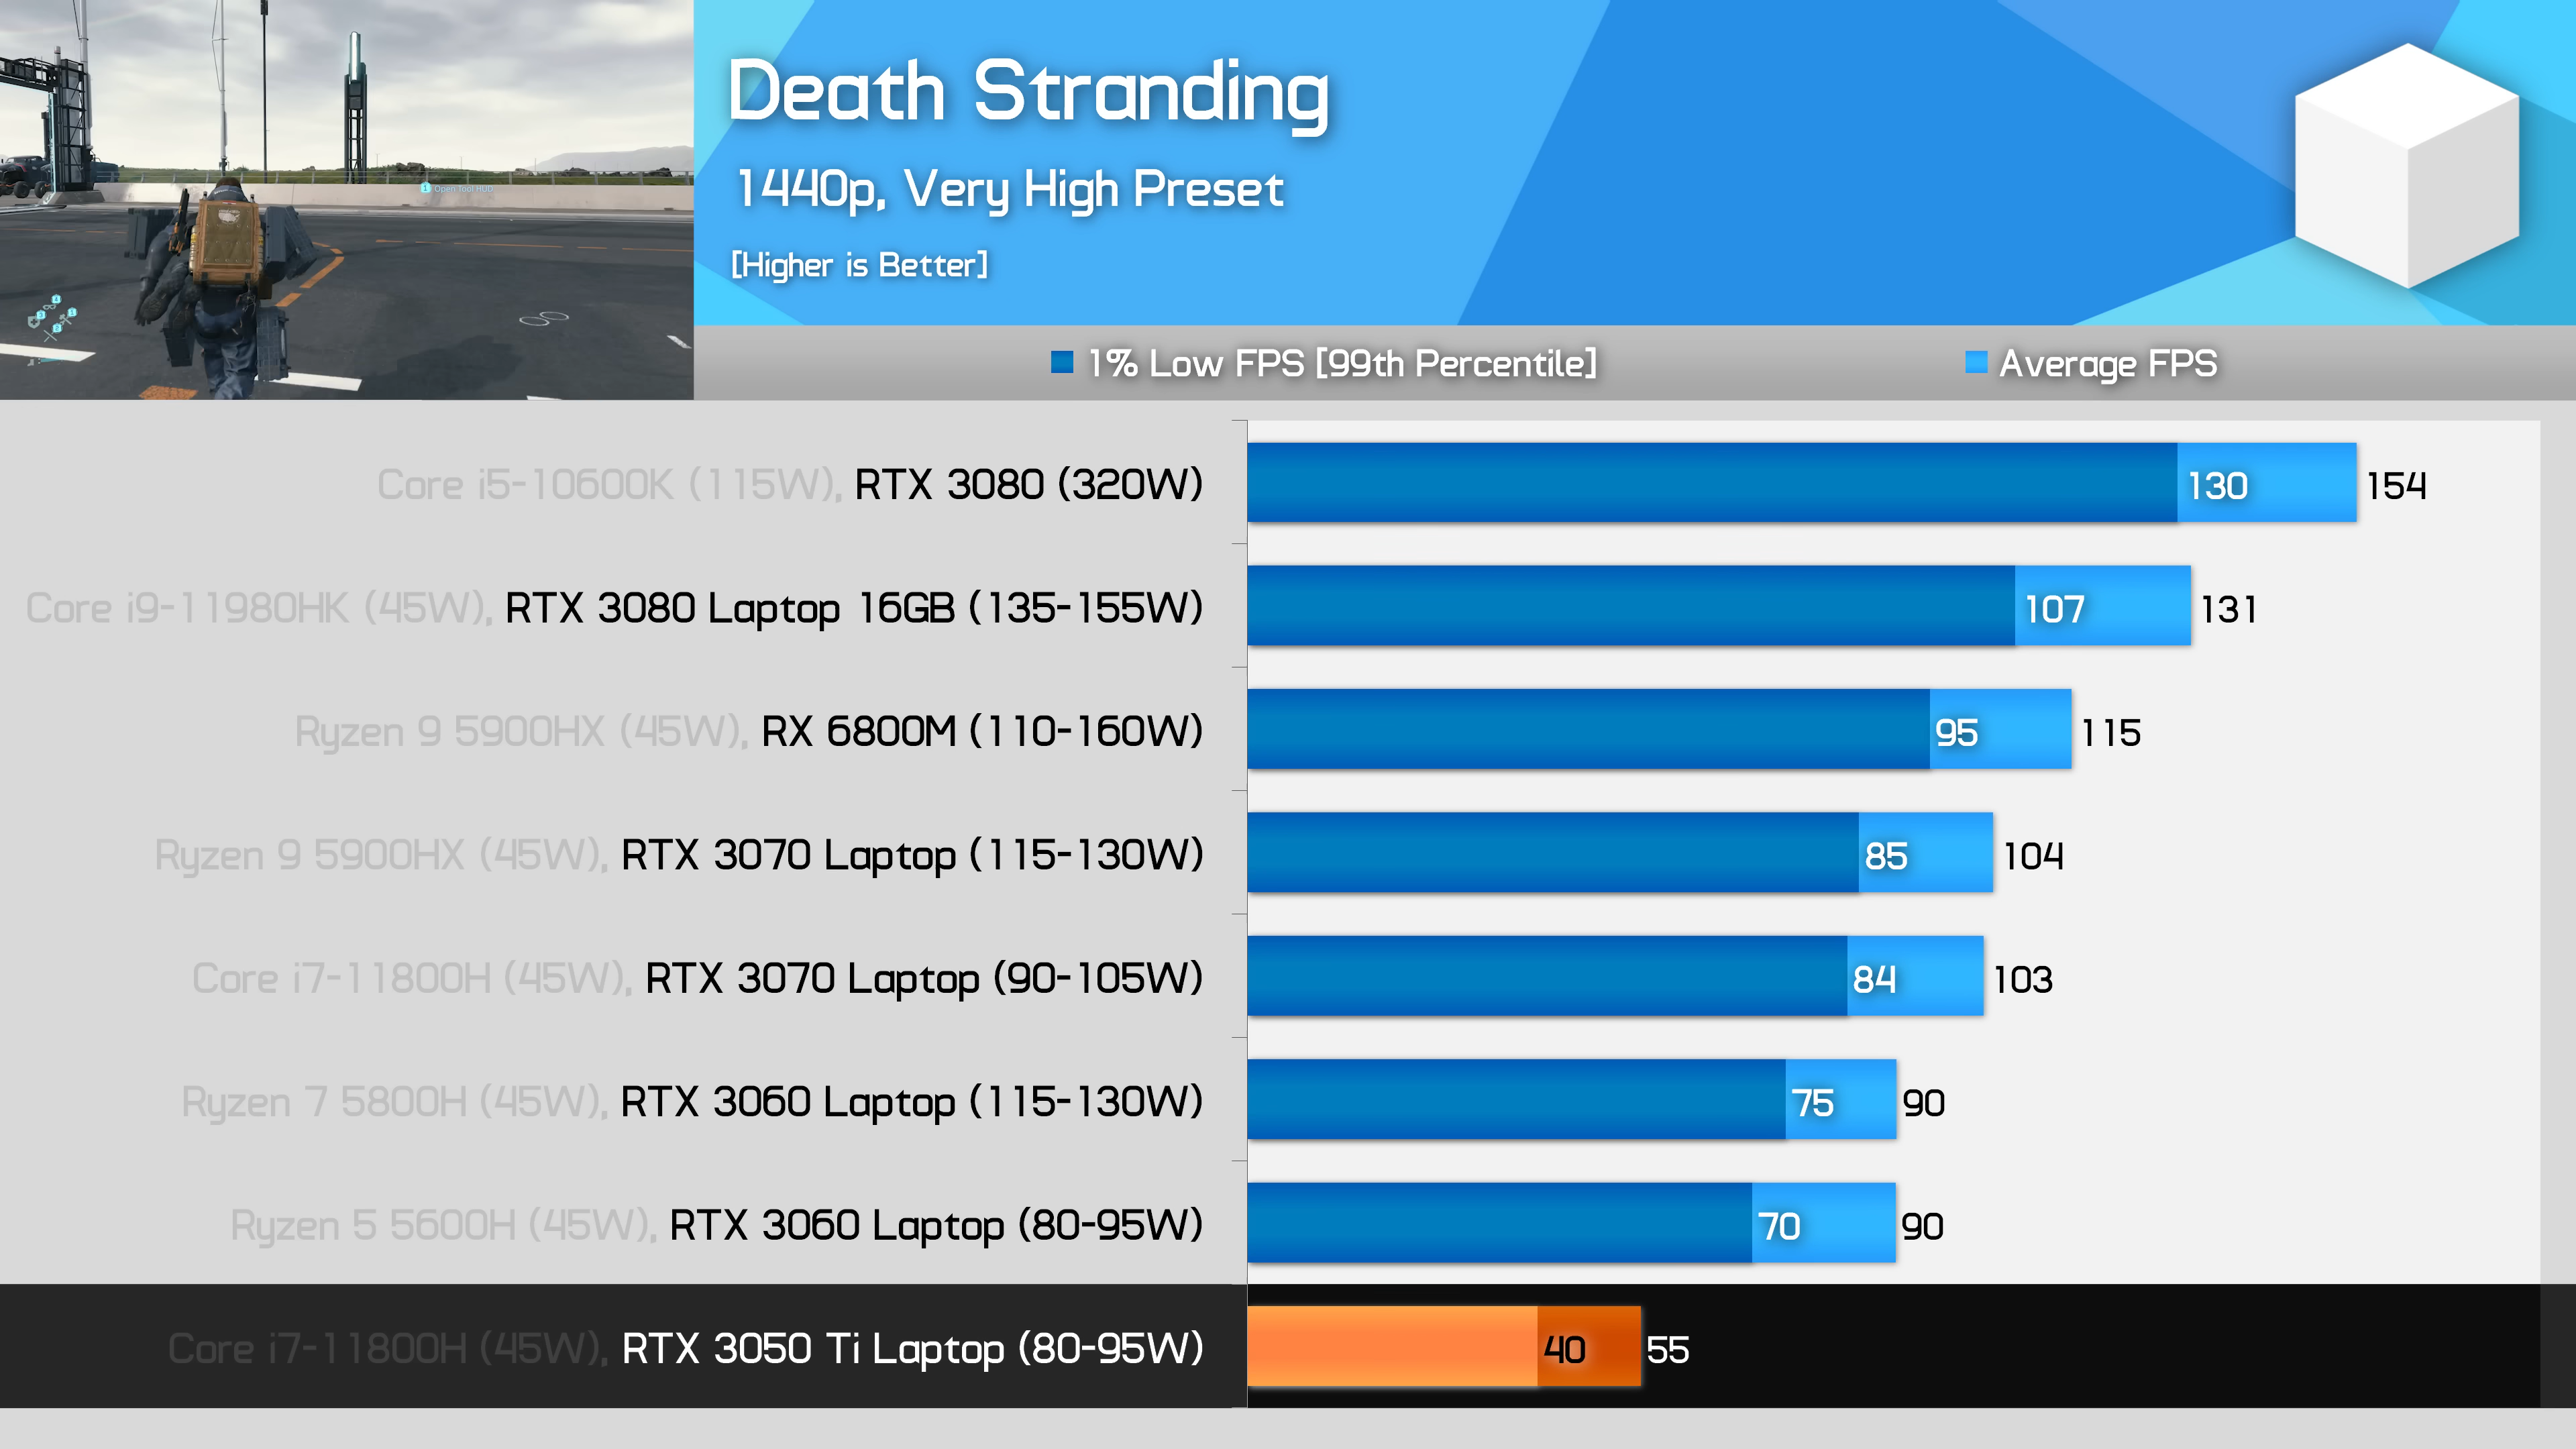 Death Stranding
1440p, Very High Preset
[Higher is Better]
Open Tool HUD
1% Low FPS [99th Percentile]
Average FPS
Core i5-10600K (115W), RTX 3080 (320W)
130
154
Core i9-11980HK (45W), RTX 3080 Laptop 16GB (135-155W)
107
131
Ryzen 9 5900HX (45W), RX 6800M (110-160W)
95
115
Ryzen 9 5900HX (45W), RTX 3070 Laptop (115-130W)
85
104
Core i7-11800H (45W), RTX 3070 Laptop (90-105W)
84
103
Ryzen 7 5800H (45W), RTX 3060 Laptop (115-130W)
75
90
Ryzen 5 5600H (45W), RTX 3060 Laptop (80-95W)
70
90
Core i7-11800H (45W), RTX 3050 Ti Laptop (80-95W)
40
55